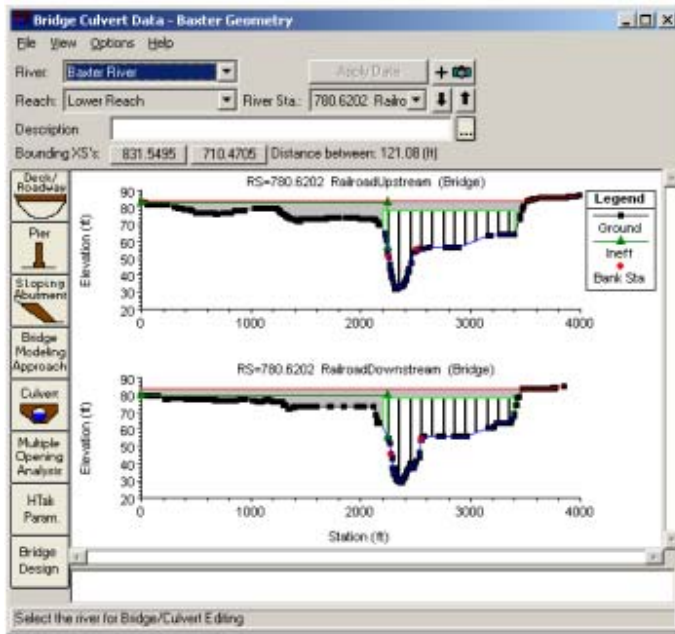 Bridge Culvert Data - Baxter Geometry
File View Options Help
River: Baxter River Apply Data
Reach: Lower Reach River Sta.: 780.6202 Railro
Description ...
Bounding XS's: 831.5495 710.4705 Distance between: 121.08 (ft)
Deck/
Roadway
Pier
Sloping
Abutment
Bridge
Modeling
Approach
Culvert
Multiple
Opening
Analysis
HTab
Param.
Bridge
Design
RS=780.6202 RailroadUpstream (Bridge)
Elevation (ft)
90
80
70
60
50
40
30
20
0 1000 2000 3000 4000
Legend
Ground
Ineff
Bank Sta
RS=780.6202 RailroadDownstream (Bridge)
Elevation (ft)
90
80
70
60
50
40
30
20
0 1000 2000 3000 4000
Station (ft)
Select the river for Bridge/Culvert Editing